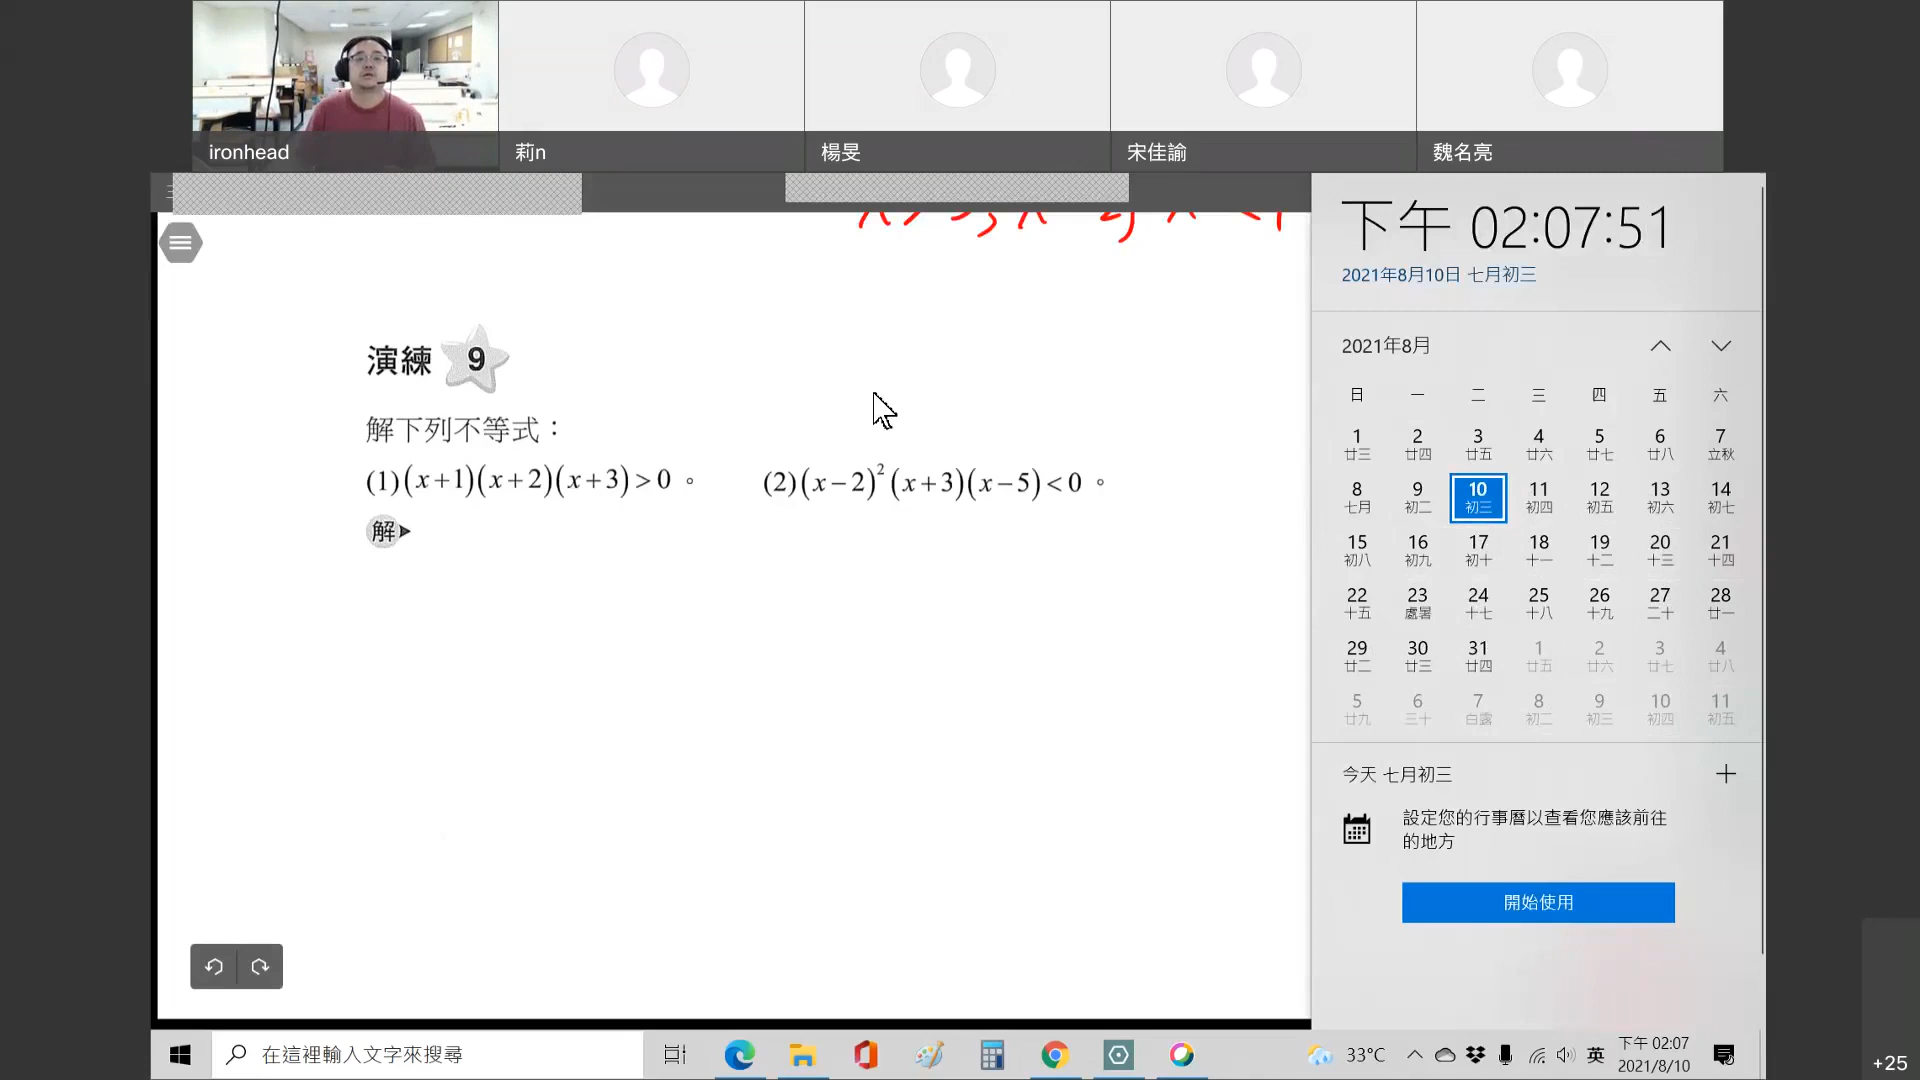 ironhead
莉n
楊旻
宋佳諭
魏名亮
演練 9
解下列不等式：
(1)(x+1)(x+2)(x+3)>0。
(2)(x-2)²(x+3)(x-5)<0。
解
下午 02:07:51
2021年8月10日 七月初三
2021年8月
日 一 二 三 四 五 六
1 2 3 4 5 6 7
廿三 廿四 廿五 廿六 廿七 廿八 立秋
8 9 10 11 12 13 14
七月 初二 初三 初四 初五 初六 初七
15 16 17 18 19 20 21
初八 初九 初十 十一 十二 十三 十四
22 23 24 25 26 27 28
十五 處暑 十七 十八 十九 二十 廿一
29 30 31 1 2 3 4
廿二 廿三 廿四 廿五 廿六 廿七 廿八
5 6 7 8 9 10 11
廿九 三十 白露 初二 初三 初四 初五
今天 七月初三
設定您的行事曆以查看您應該前往
的地方
開始使用
在這裡輸入文字來搜尋
33°C
英
下午 02:07
2021/8/10
+25